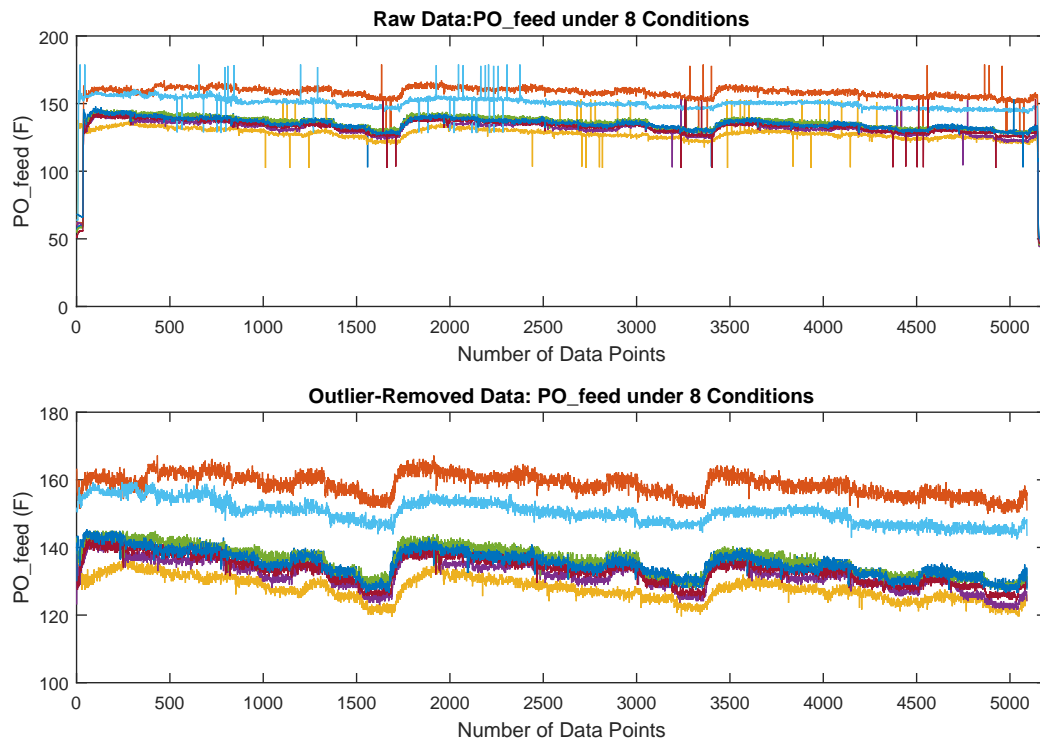 Raw Data:PO_feed under 8 Conditions
200
150
100
50
0
PO_feed (F)
0 500 1000 1500 2000 2500 3000 3500 4000 4500 5000
Number of Data Points
Outlier-Removed Data: PO_feed under 8 Conditions
180
160
140
120
100
PO_feed (F)
0 500 1000 1500 2000 2500 3000 3500 4000 4500 5000
Number of Data Points